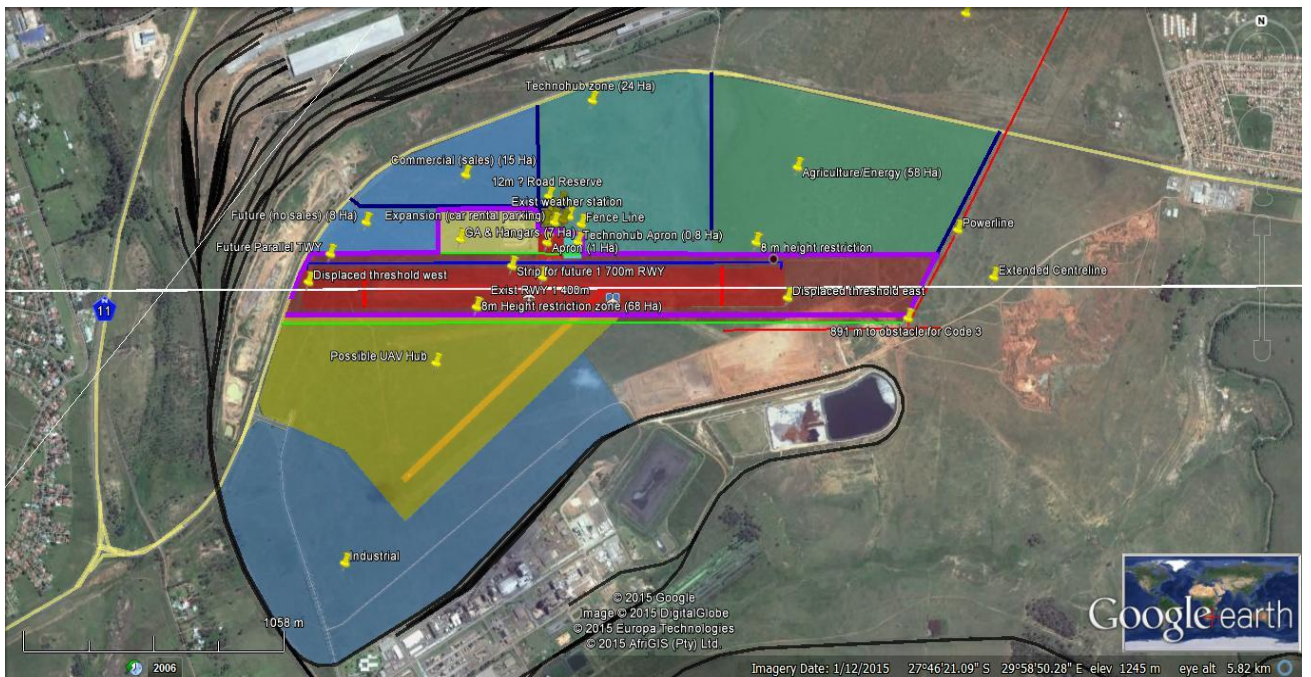 N
Technohub zone (24 Ha)
Commercial (sales) (15 Ha)
Agriculture/Energy (58 Ha)
12m ? Road Reserve
Exist weather station
Future (no sales) (8 Ha)
Expansion (car rental parking)
Fence Line
Powerline
GA & Hangars (7 Ha)
Technohub Apron (0,8 Ha)
Future Parallel TWY
Apron (1 Ha)
8 m height restriction
Displaced threshold west
Strip for future 1 700m RWY
Extended Centreline
Exist RWY 1 400m
Displaced threshold east
11
8m Height restriction zone (68 Ha)
891 m to obstacle for Code 3
Possible UAV Hub
Industrial
1058 m
© 2015 Google
Image © 2015 DigitalGlobe
© 2015 Europa Technologies
© 2015 AfriGIS (Pty) Ltd.
Google earth
2006
Imagery Date: 1/12/2015 27°46'21.09" S 29°58'50.28" E elev 1245 m eye alt 5.82 km